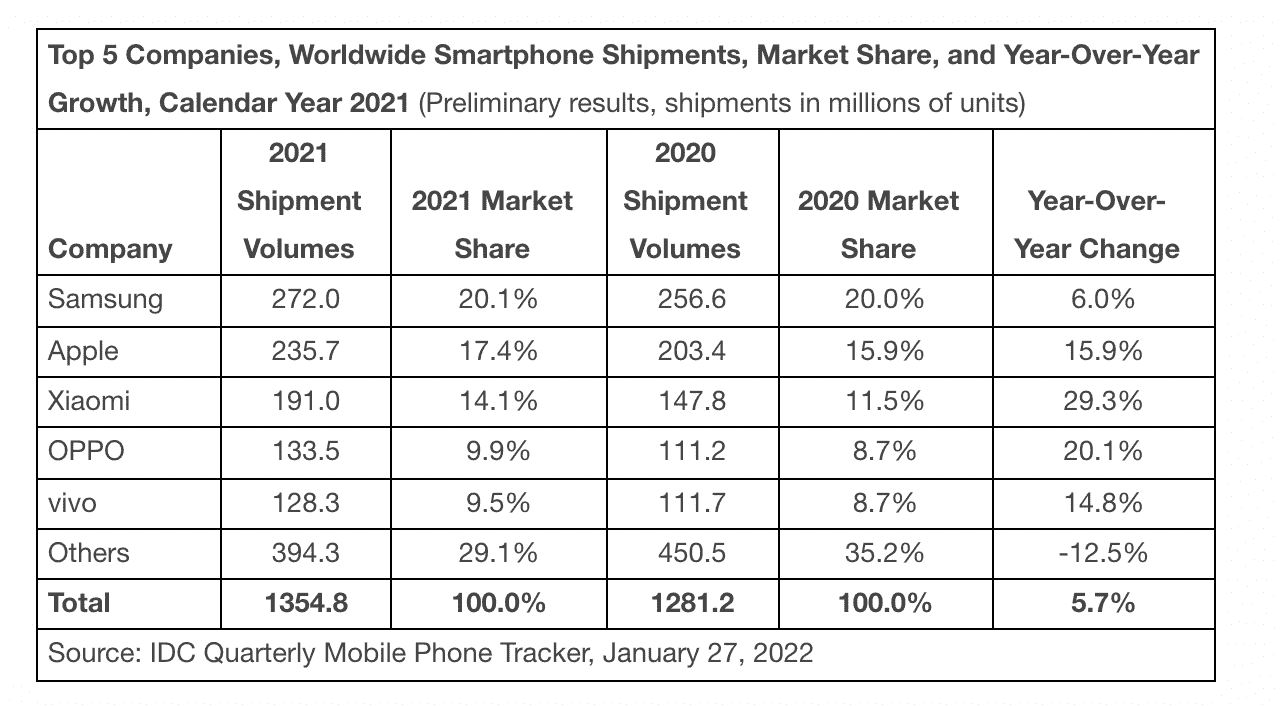 Top 5 Companies, Worldwide Smartphone Shipments, Market Share, and Year-Over-Year
Growth, Calendar Year 2021 (Preliminary results, shipments in millions of units)
Company 2021 Shipment Volumes 2021 Market Share 2020 Shipment Volumes 2020 Market Share Year-Over-Year Change
Samsung 272.0 20.1% 256.6 20.0% 6.0%
Apple 235.7 17.4% 203.4 15.9% 15.9%
Xiaomi 191.0 14.1% 147.8 11.5% 29.3%
OPPO 133.5 9.9% 111.2 8.7% 20.1%
vivo 128.3 9.5% 111.7 8.7% 14.8%
Others 394.3 29.1% 450.5 35.2% -12.5%
Total 1354.8 100.0% 1281.2 100.0% 5.7%
Source: IDC Quarterly Mobile Phone Tracker, January 27, 2022